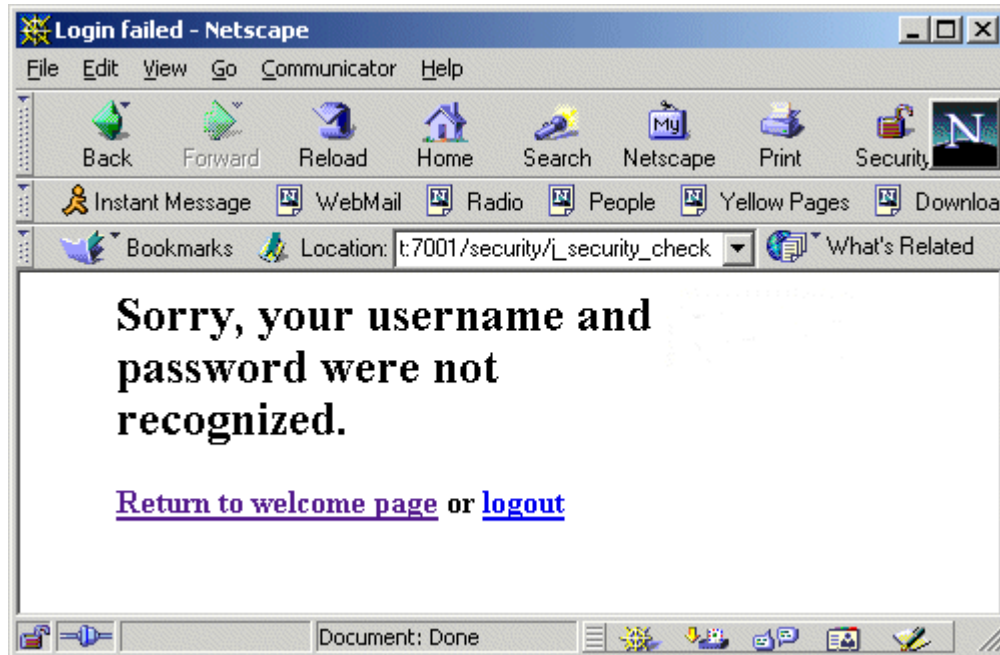 Login failed - Netscape
File Edit View Go Communicator Help
My N
Back Forward Reload Home Search Netscape Print Security
Instant Message WebMail Radio People Yellow Pages Downloa
Bookmarks Location: t:7001/security/j_security_check What's Related
Sorry, your username and
password were not
recognized.
Return to welcome page or logout
Document: Done